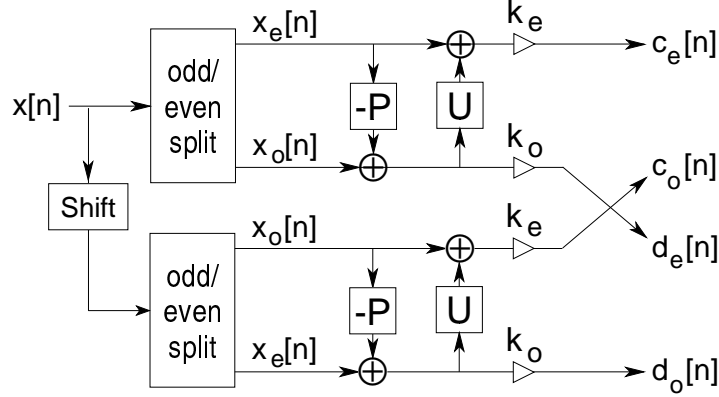 x_e[n]
k_e
c_e[n]
odd/
even
split
x[n]
-P
U
x_o[n]
k_o
c_o[n]
Shift
x_o[n]
k_e
d_e[n]
odd/
even
split
-P
U
x_e[n]
k_o
d_o[n]